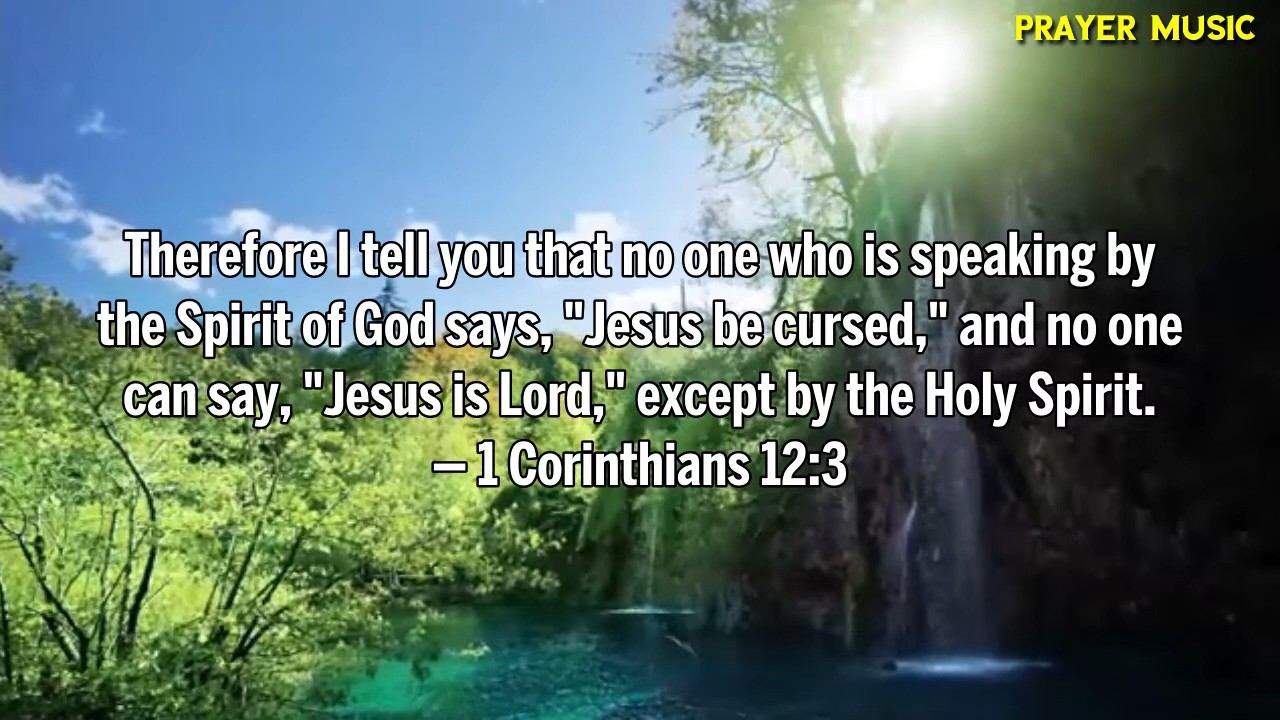 PRAYER MUSIC
Therefore I tell you that no one who is speaking by
the Spirit of God says, "Jesus be cursed," and no one
can say, "Jesus is Lord," except by the Holy Spirit.
— 1 Corinthians 12:3